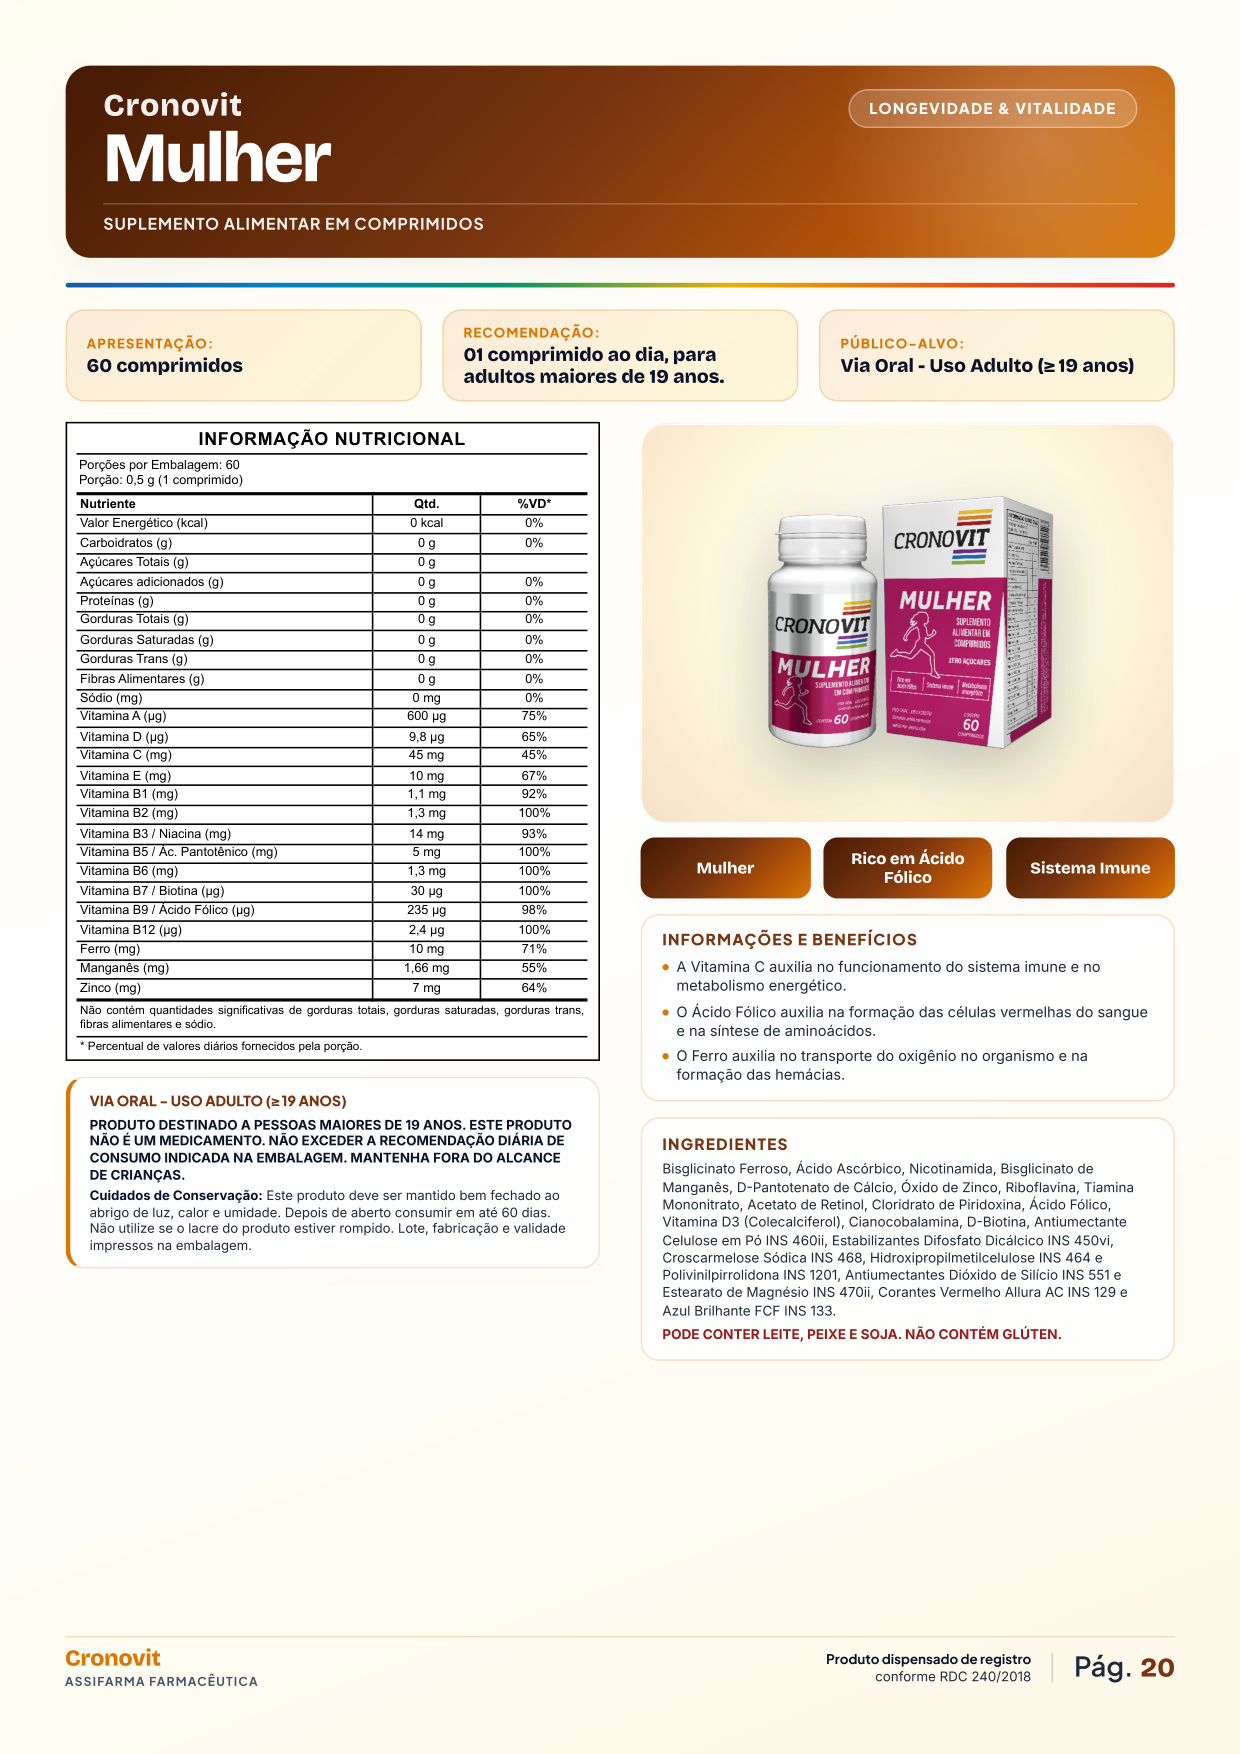 Cronovit
Mulher
LONGEVIDADE & VITALIDADE
SUPLEMENTO ALIMENTAR EM COMPRIMIDOS
APRESENTAÇÃO:
60 comprimidos
RECOMENDAÇÃO:
01 comprimido ao dia, para
adultos maiores de 19 anos.
PÚBLICO-ALVO:
Via Oral - Uso Adulto (≥ 19 anos)
INFORMAÇÃO NUTRICIONAL
Porções por Embalagem: 60
Porção: 0,5 g (1 comprimido)
Nutriente Qtd. %VD*
Valor Energético (kcal) 0 kcal 0%
Carboidratos (g) 0 g 0%
Açúcares Totais (g) 0 g
Açúcares adicionados (g) 0 g 0%
Proteínas (g) 0 g 0%
Gorduras Totais (g) 0 g 0%
Gorduras Saturadas (g) 0 g 0%
Gorduras Trans (g) 0 g 0%
Fibras Alimentares (g) 0 g 0%
Sódio (mg) 0 mg 0%
Vitamina A (µg) 600 µg 75%
Vitamina D (µg) 9,8 µg 65%
Vitamina C (mg) 45 mg 45%
Vitamina E (mg) 10 mg 67%
Vitamina B1 (mg) 1,1 mg 92%
Vitamina B2 (mg) 1,3 mg 100%
Vitamina B3 / Niacina (mg) 14 mg 93%
Vitamina B5 / Ác. Pantotênico (mg) 5 mg 100%
Vitamina B6 (mg) 1,3 mg 100%
Vitamina B7 / Biotina (µg) 30 µg 100%
Vitamina B9 / Ácido Fólico (µg) 235 µg 98%
Vitamina B12 (µg) 2,4 µg 100%
Ferro (mg) 10 mg 71%
Manganês (mg) 1,66 mg 55%
Zinco (mg) 7 mg 64%
Não contém quantidades significativas de gorduras totais, gorduras saturadas, gorduras trans,
fibras alimentares e sódio.
* Percentual de valores diários fornecidos pela porção.
VIA ORAL – USO ADULTO (≥ 19 ANOS)
PRODUTO DESTINADO A PESSOAS MAIORES DE 19 ANOS. ESTE PRODUTO
NÃO É UM MEDICAMENTO. NÃO EXCEDER A RECOMENDAÇÃO DIÁRIA DE
CONSUMO INDICADA NA EMBALAGEM. MANTENHA FORA DO ALCANCE
DE CRIANÇAS.
Cuidados de Conservação: Este produto deve ser mantido bem fechado ao
abrigo de luz, calor e umidade. Depois de aberto consumir em até 60 dias.
Não utilize se o lacre do produto estiver rompido. Lote, fabricação e validade
impressos na embalagem.
CRONOVIT
MULHER
SUPLEMENTO ALIMENTAR
EM COMPRIMIDOS
CONTÉM 60 COMPRIMIDOS
CRONOVIT
MULHER
SUPLEMENTO
ALIMENTAR EM
COMPRIMIDOS
ZERO AÇÚCARES
Rico em
ácido fólico
Sistema imune
Metabolismo
energético
CONTÉM
60
COMPRIMIDOS
Mulher
Rico em Ácido
Fólico
Sistema Imune
INFORMAÇÕES E BENEFÍCIOS
• A Vitamina C auxilia no funcionamento do sistema imune e no
metabolismo energético.
• O Ácido Fólico auxilia na formação das células vermelhas do sangue
e na síntese de aminoácidos.
• O Ferro auxilia no transporte do oxigênio no organismo e na
formação das hemácias.
INGREDIENTES
Bisglicinato Ferroso, Ácido Ascórbico, Nicotinamida, Bisglicinato de
Manganês, D-Pantotenato de Cálcio, Óxido de Zinco, Riboflavina, Tiamina
Mononitrato, Acetato de Retinol, Cloridrato de Piridoxina, Ácido Fólico,
Vitamina D3 (Colecalciferol), Cianocobalamina, D-Biotina, Antiumectante
Celulose em Pó INS 460ii, Estabilizantes Difosfato Dicálcico INS 450vi,
Croscarmelose Sódica INS 468, Hidroxipropilmetilcelulose INS 464 e
Polivinilpirrolidona INS 1201, Antiumectantes Dióxido de Silício INS 551 e
Estearato de Magnésio INS 470ii, Corantes Vermelho Allura AC INS 129 e
Azul Brilhante FCF INS 133.
PODE CONTER LEITE, PEIXE E SOJA. NÃO CONTÉM GLÚTEN.
Cronovit
ASSIFARMA FARMACÊUTICA
Produto dispensado de registro
conforme RDC 240/2018
Pág. 20